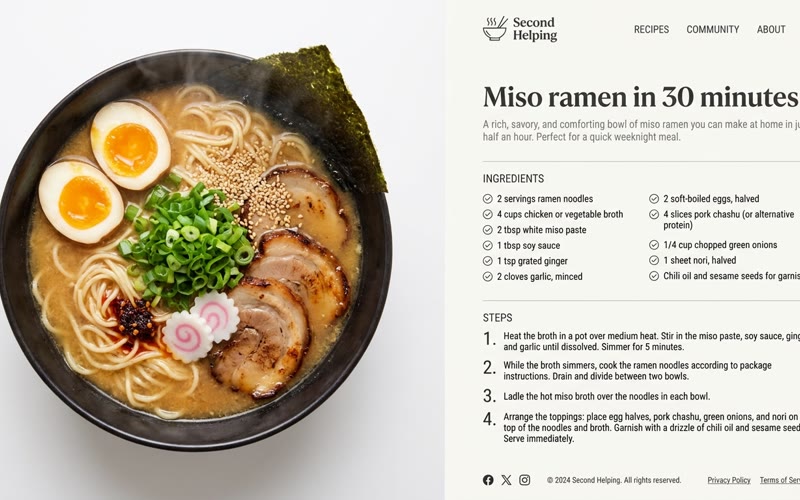 Second
Helping
RECIPES COMMUNITY ABOUT
Miso ramen in 30 minutes
A rich, savory, and comforting bowl of miso ramen you can make at home in
half an hour. Perfect for a quick weeknight meal.
INGREDIENTS
2 servings ramen noodles
4 cups chicken or vegetable broth
2 tbsp white miso paste
1 tbsp soy sauce
1 tsp grated ginger
2 cloves garlic, minced
2 soft-boiled eggs, halved
4 slices pork chashu (or alternative
protein)
1/4 cup chopped green onions
1 sheet nori, halved
Chili oil and sesame seeds for
STEPS
1. Heat the broth in a pot over medium heat. Stir in the miso paste, soy sauce,
and garlic until dissolved. Simmer for 5 minutes.
2. While the broth simmers, cook the ramen noodles according to package
instructions. Drain and divide between two bowls.
3. Ladle the hot miso broth over the noodles in each bowl.
4. Arrange the toppings: place egg halves, pork chashu, green onions, and nori on
top of the noodles and broth. Garnish with a drizzle of chili oil and sesame
Serve immediately.
© 2024 Second Helping. All rights reserved. Privacy Policy Terms of